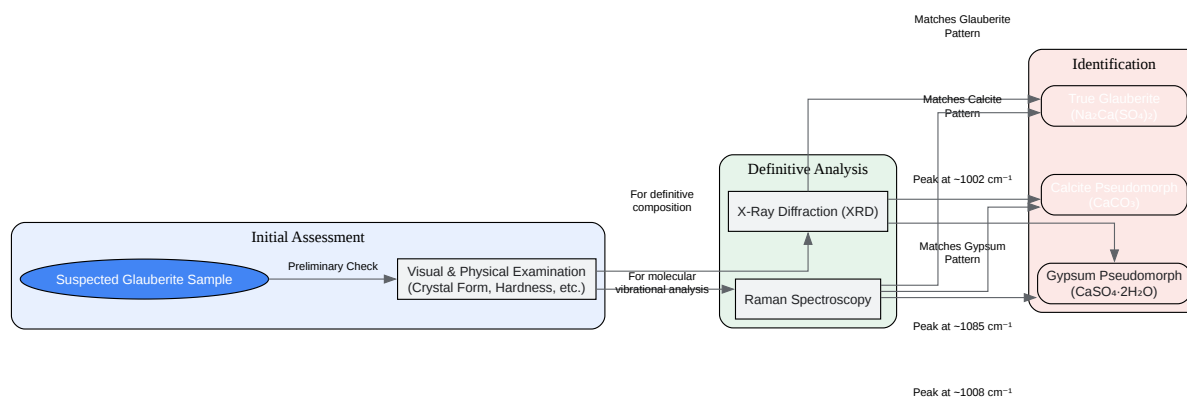 Initial Assessment
Suspected Glauberite Sample
Preliminary Check
Visual & Physical Examination
(Crystal Form, Hardness, etc.)
For definitive
composition
For molecular
vibrational analysis
Definitive Analysis
X-Ray Diffraction (XRD)
Raman Spectroscopy
Matches Glauberite
Pattern
Matches Calcite
Pattern
Peak at ~1002 cm⁻¹
Matches Gypsum
Pattern
Peak at ~1085 cm⁻¹
Peak at ~1008 cm⁻¹
Identification
True Glauberite
(Na₂Ca(SO₄)₂)
Calcite Pseudomorph
(CaCO₃)
Gypsum Pseudomorph
(CaSO₄·2H₂O)